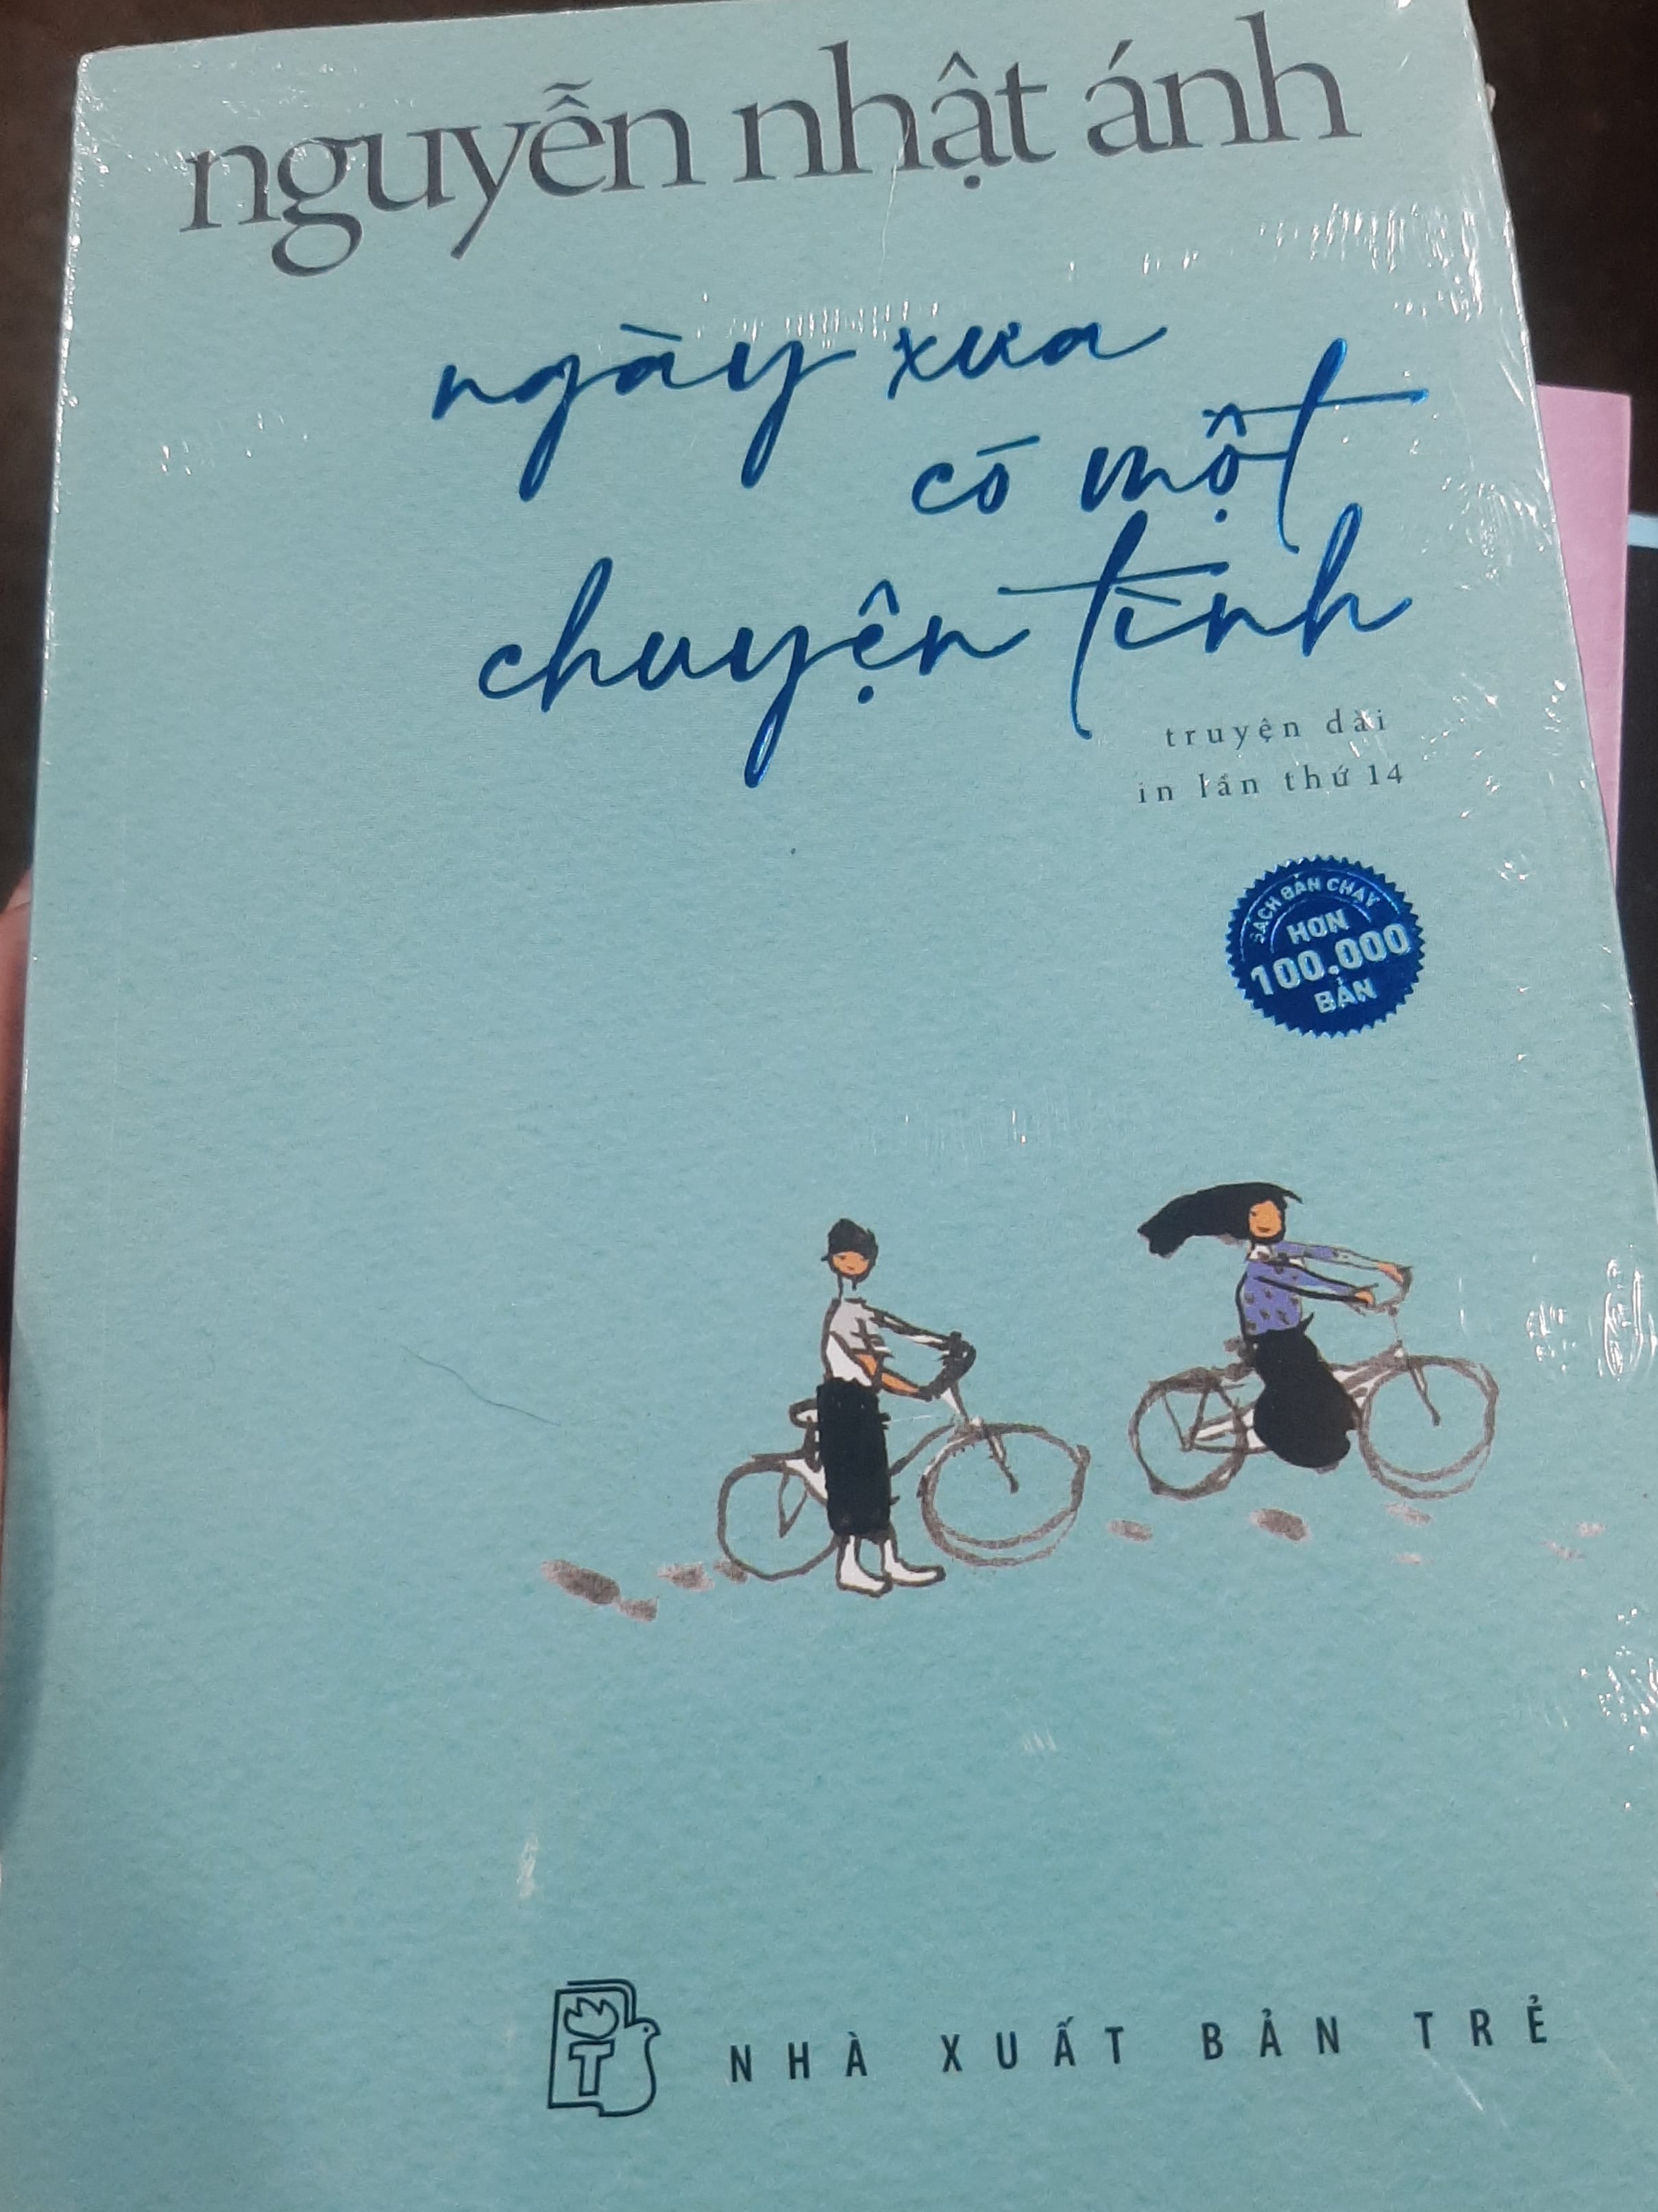 nguyễn nhật ánh
ngày xưa
có một
chuyện tình
truyện dài
in lần thứ 14
SÁCH BÁN CHẠY
HƠN
100.000
BẢN
T
NHÀ XUẤT BẢN TRẺ